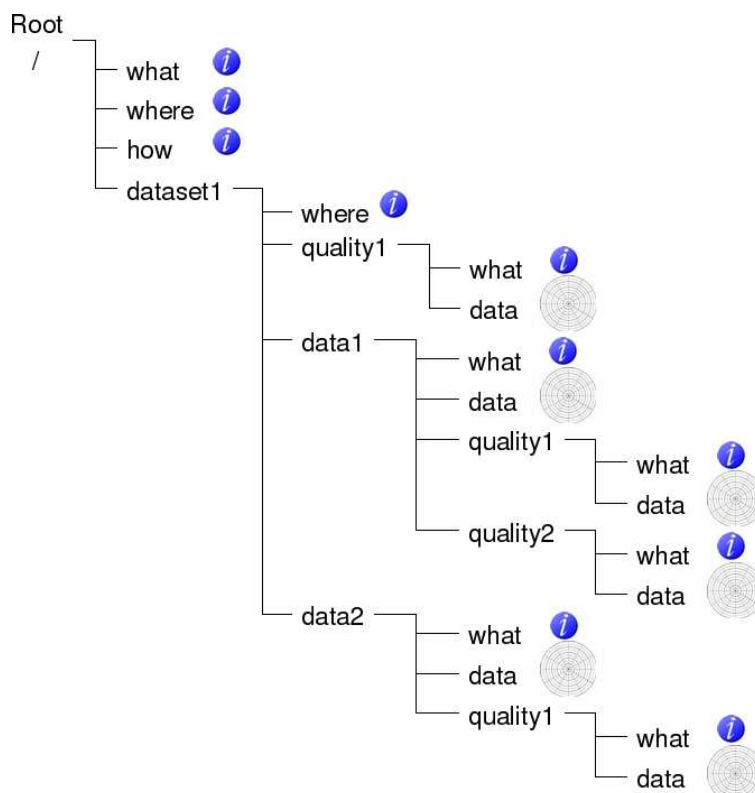 Root
/
what i
where i
how i
dataset1
where i
quality1
what i
data
data1
what i
data
quality1
what i
data
quality2
what i
data
data2
what i
data
quality1
what i
data